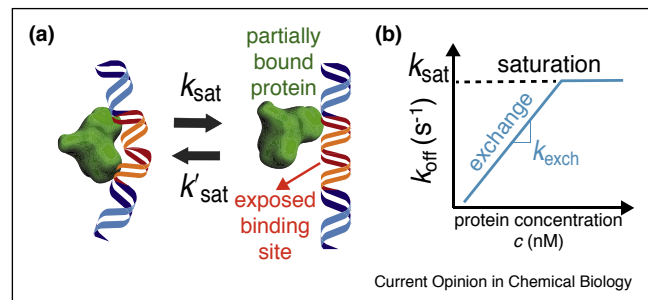 (a)
partially
bound
protein
k_sat
k'_sat
exposed
binding
site
(b)
k_sat
saturation
k_off (s⁻¹)
exchange
k_exch
protein concentration
c (nM)
Current Opinion in Chemical Biology